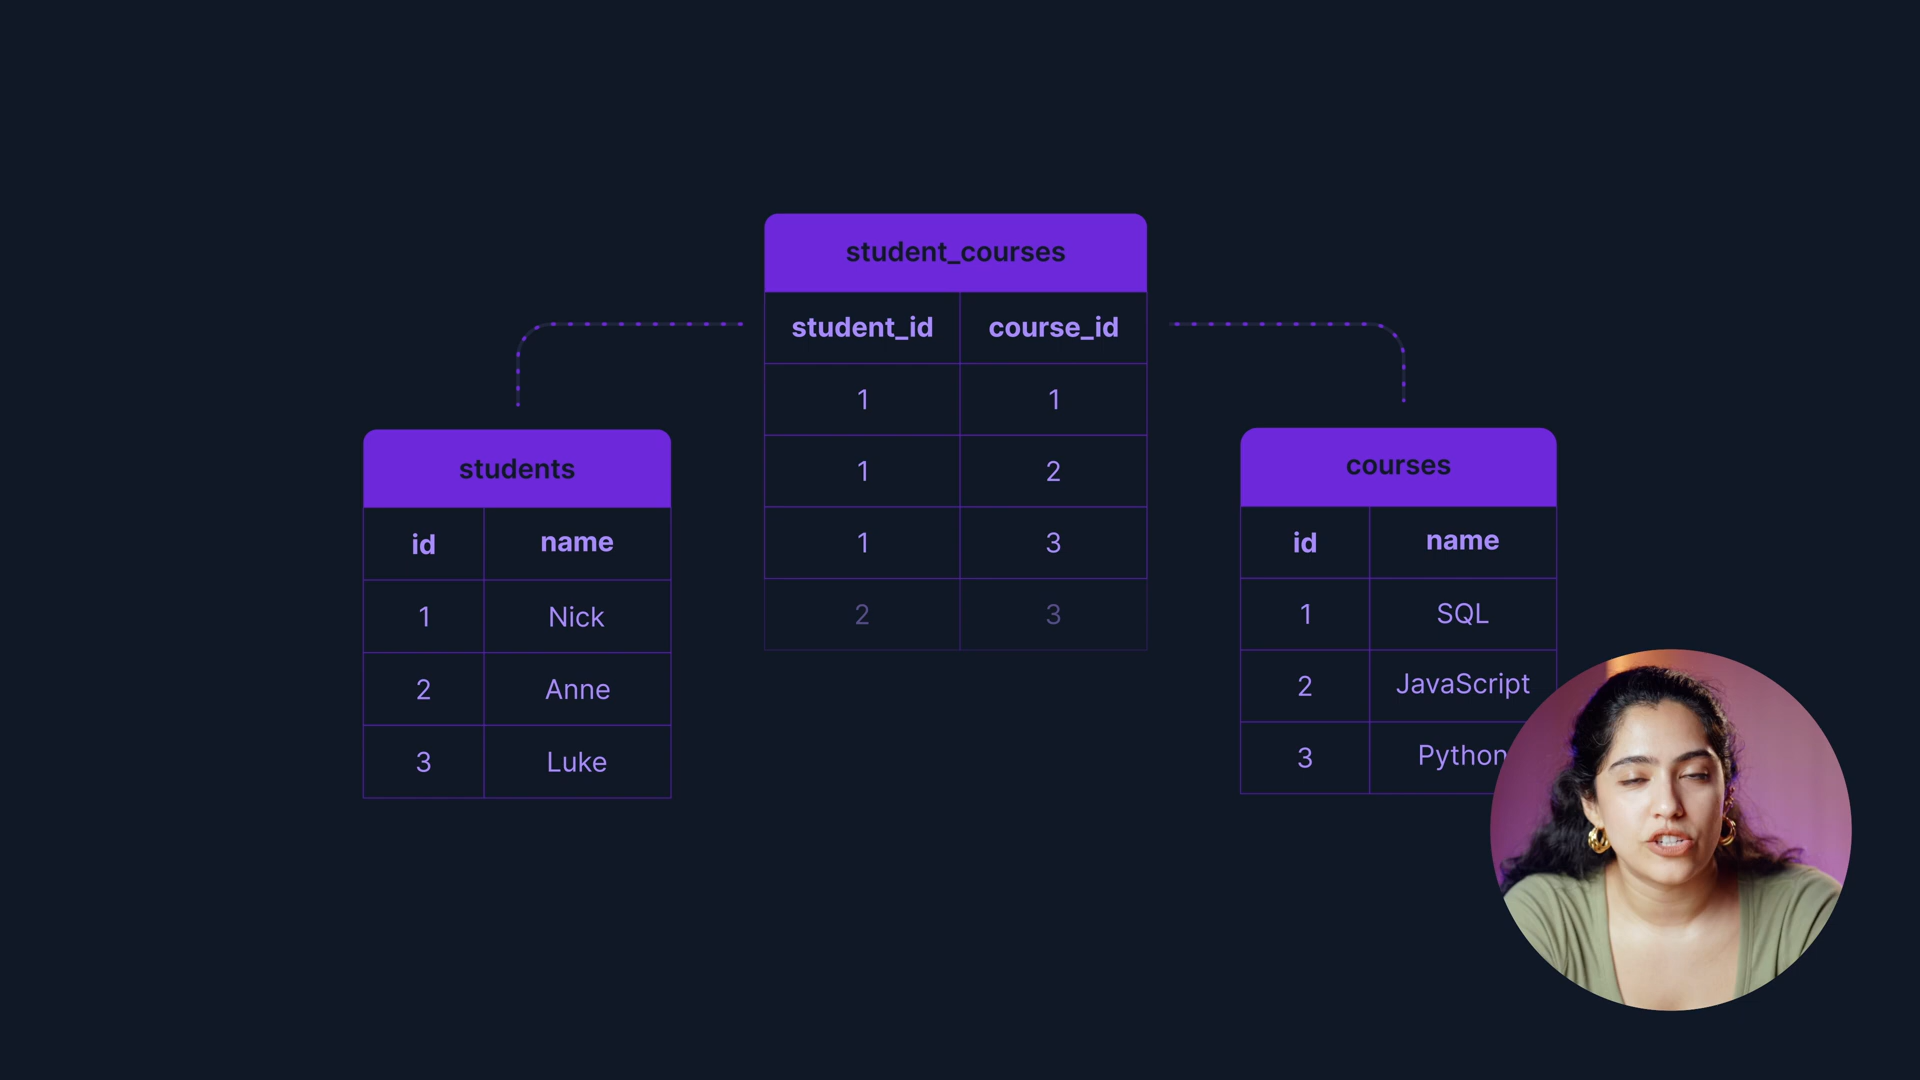 student_courses
student_id course_id
1 1
1 2
1 3
2 3
students
id name
1 Nick
2 Anne
3 Luke
courses
id name
1 SQL
2 JavaScript
3 Python